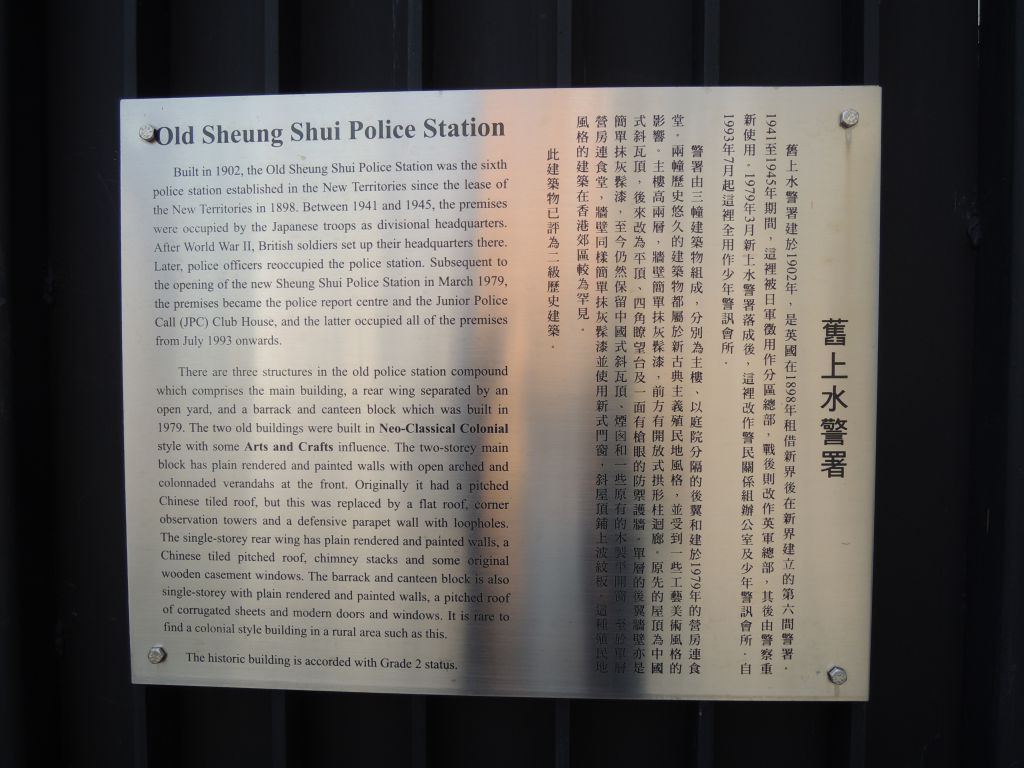 Old Sheung Shui Police Station
Built in 1902, the Old Sheung Shui Police Station was the sixth
police station established in the New Territories since the lease of
the New Territories in 1898. Between 1941 and 1945, the premises
were occupied by the Japanese troops as divisional headquarters.
After World War II, British soldiers set up their headquarters there.
Later, police officers reoccupied the police station. Subsequent to
the opening of the new Sheung Shui Police Station in March 1979,
the premises became the police report centre and the Junior Police
Call (JPC) Club House, and the latter occupied all of the premises
from July 1993 onwards.
There are three structures in the old police station compound
which comprises the main building, a rear wing separated by an
open yard, and a barrack and canteen block which was built in
1979. The two old buildings were built in Neo-Classical Colonial
style with some Arts and Crafts influence. The two-storey main
block has plain rendered and painted walls with open arched and
colonnaded verandahs at the front. Originally it had a pitched
Chinese tiled roof, but this was replaced by a flat roof, corner
observation towers and a defensive parapet wall with loopholes.
The single-storey rear wing has plain rendered and painted walls, a
Chinese tiled pitched roof, chimney stacks and some original
wooden casement windows. The barrack and canteen block is also
single-storey with plain rendered and painted walls, a pitched roof
of corrugated sheets and modern doors and windows. It is rare to
find a colonial style building in a rural area such as this.
The historic building is accorded with Grade 2 status.
舊上水警署
舊上水警署建於1902年，是英國在1898年租借新界後在新界建立的第六間警署．
1941至1945年期間，這裡被日軍徵用作分區總部，戰後則改作英軍總部，其後由警察重
新使用．1979年3月新上水警署落成後，這裡改作警民關係組辦公室及少年警訊會所．自
1993年7月起這裡全用作少年警訊會所．
警署由三幢建築物組成，分別為主樓、以庭院分隔的後翼和建於1979年的營房連食
堂．兩幢歷史悠久的建築物都屬於新古典主義殖民地風格，並受到一些工藝美術風格的
影響．主樓高兩層，牆壁簡單抹灰髹漆，前方有開放式拱形柱迴廊．原先的屋頂為中國
式斜瓦頂，後來改為平頂、四角瞭望台及一面有槍眼的防禦護牆．單層的後翼牆壁亦是
簡單抹灰髹漆，至今仍然保留中國式斜瓦頂、煙囪和一些原有的木製平開窗．至於單層
營房連食堂，牆壁同樣簡單抹灰髹漆並使用新式門窗，斜屋頂鋪上波紋板．這種殖民地
風格的建築在香港郊區較為罕見．
此建築物已評為二級歷史建築．